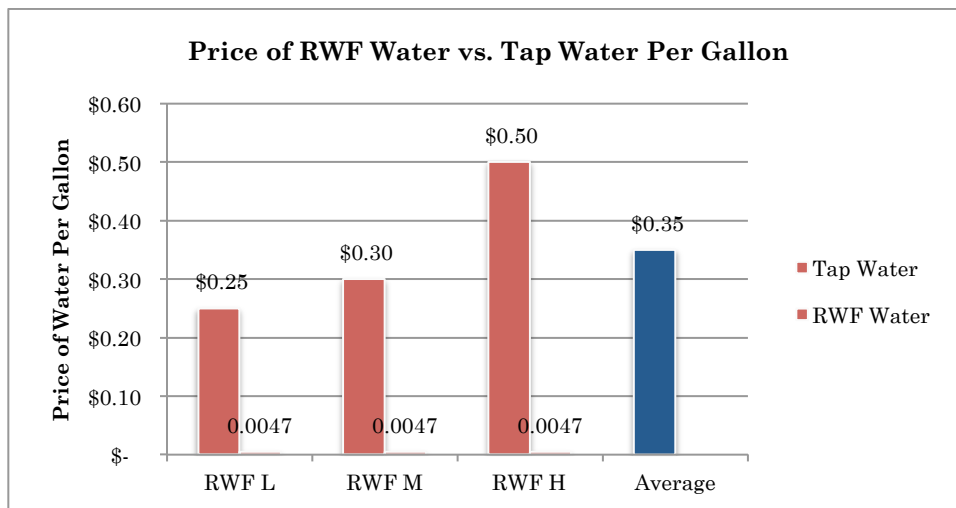 Price of RWF Water vs. Tap Water Per Gallon
Price of Water Per Gallon
$0.60
$0.50
$0.40
$0.30
$0.20
$0.10
$-
$0.25
0.0047
$0.30
0.0047
$0.50
0.0047
$0.35
RWF L
RWF M
RWF H
Average
Tap Water
RWF Water